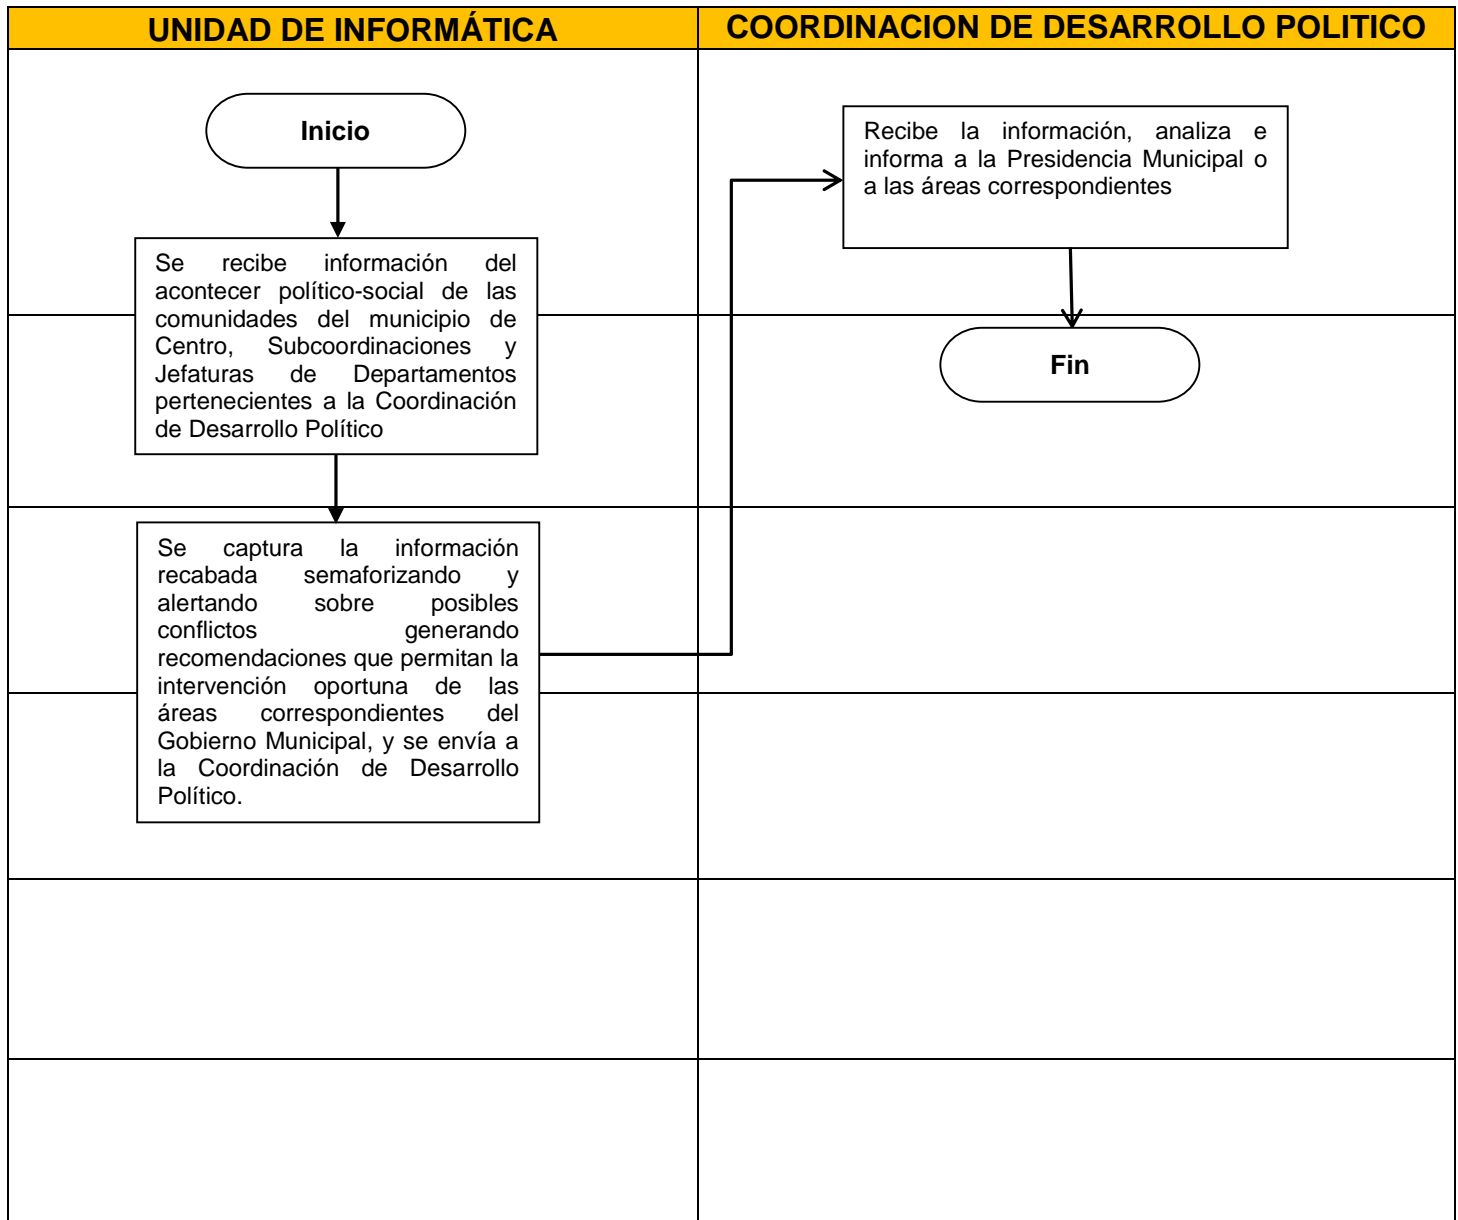 UNIDAD DE INFORMÁTICA
COORDINACION DE DESARROLLO POLITICO
Inicio
Se recibe información del
acontecer político-social de las
comunidades del municipio de
Centro, Subcoordinaciones y
Jefaturas de Departamentos
pertenecientes a la Coordinación
de Desarrollo Político
Se captura la información
recabada semaforizando y
alertando sobre posibles
conflictos generando
recomendaciones que permitan la
intervención oportuna de las
áreas correspondientes del
Gobierno Municipal, y se envía a
la Coordinación de Desarrollo
Político.
Recibe la información, analiza e
informa a la Presidencia Municipal o
a las áreas correspondientes
Fin